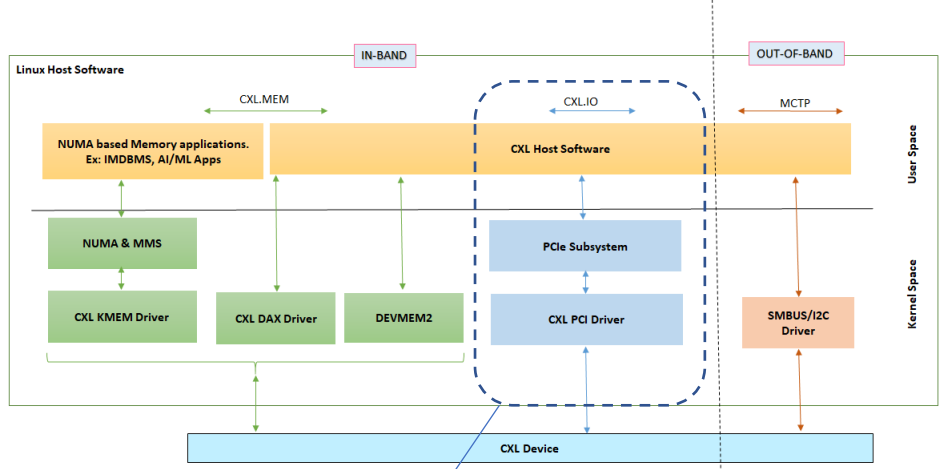 IN-BAND
OUT-OF-BAND
Linux Host Software
CXL.MEM
CXL.IO
MCTP
NUMA based Memory applications.
Ex: IMDBMS, AI/ML Apps
CXL Host Software
User Space
NUMA & MMS
PCIe Subsystem
Kernel Space
CXL KMEM Driver
CXL DAX Driver
DEVMEM2
CXL PCI Driver
SMBUS/I2C
Driver
CXL Device